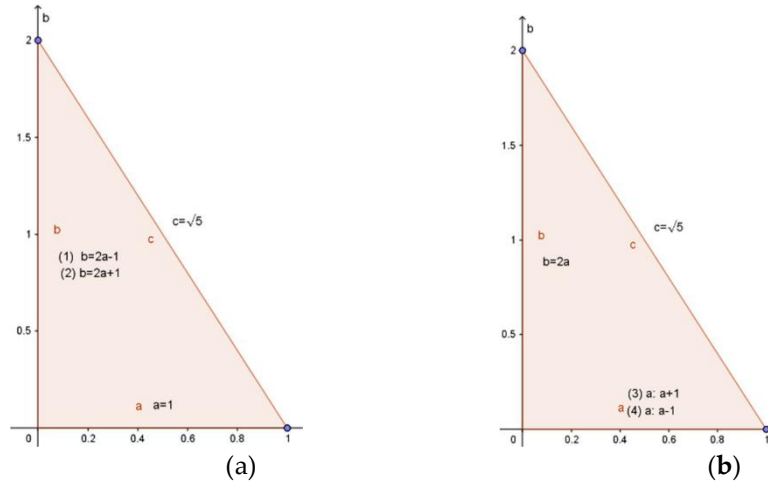 b
2
1.5
b
c=√5
c
(1) b=2a-1
(2) b=2a+1
0.5
a a=1
0 0.2 0.4 0.6 0.8 1
(a)
b
2
1.5
c=√5
1
b
c
b=2a
0.5
(3) a: a+1
a (4) a: a-1
0 0.2 0.4 0.6 0.8 1
(b)